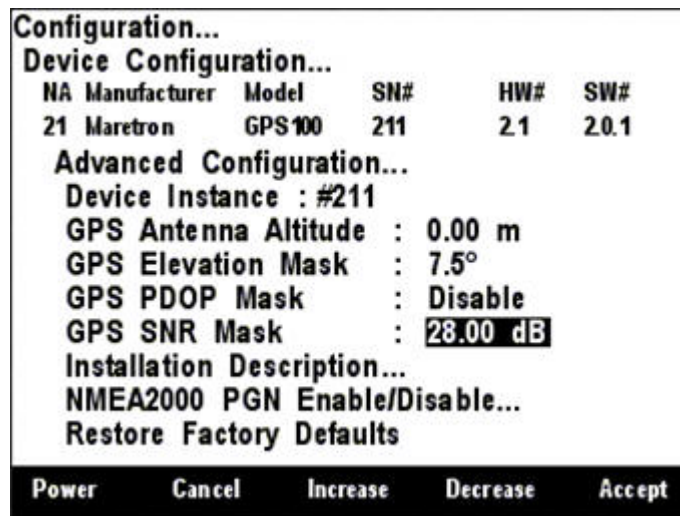 Configuration...
Device Configuration...
NA Manufacturer Model SN# HW# SW#
21 Maretron GPS100 211 2.1 2.0.1
Advanced Configuration...
Device Instance : #211
GPS Antenna Altitude : 0.00 m
GPS Elevation Mask : 7.5°
GPS PDOP Mask : Disable
GPS SNR Mask : 28.00 dB
Installation Description...
NMEA2000 PGN Enable/Disable...
Restore Factory Defaults
Power Cancel Increase Decrease Accept